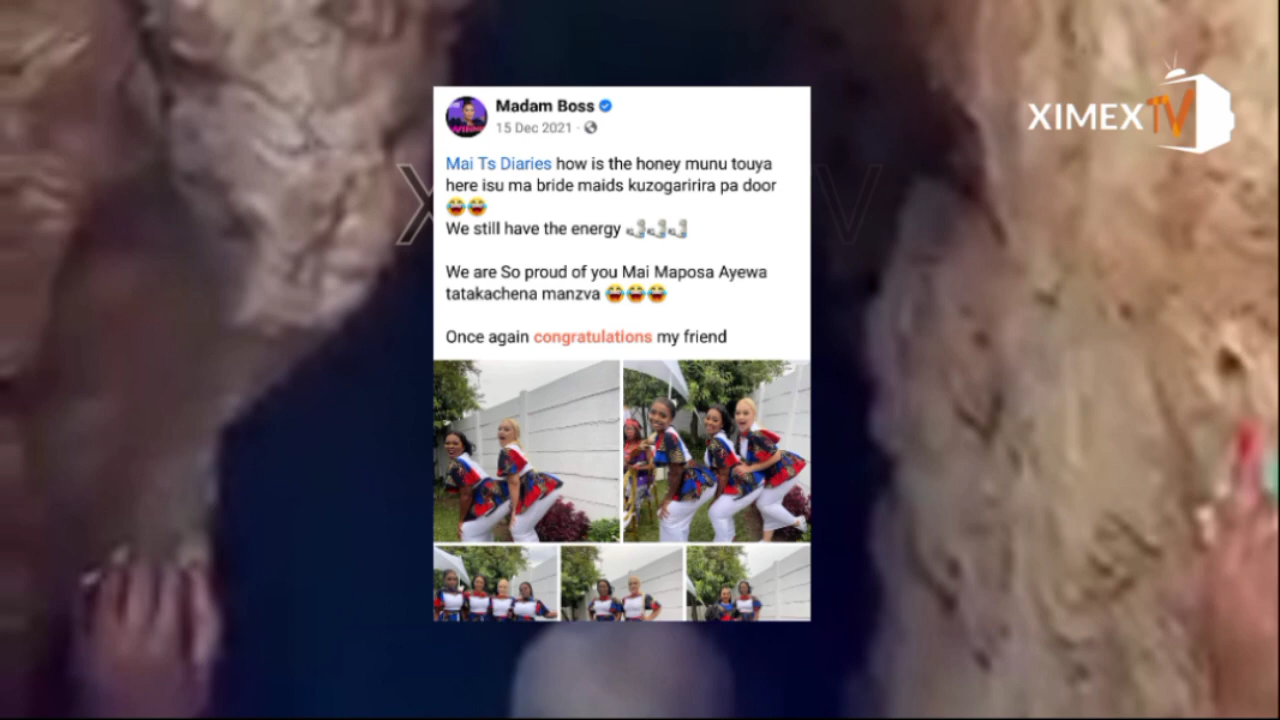 Madam Boss
15 Dec 2021 ·
Mai Ts Diaries how is the honey munu touya
here isu ma bride maids kuzogaririra pa door
😂😂
We still have the energy
We are So proud of you Mai Maposa Ayewa
tatakachena manzva 😂😂😂
Once again congratulations my friend
XIMEXTV